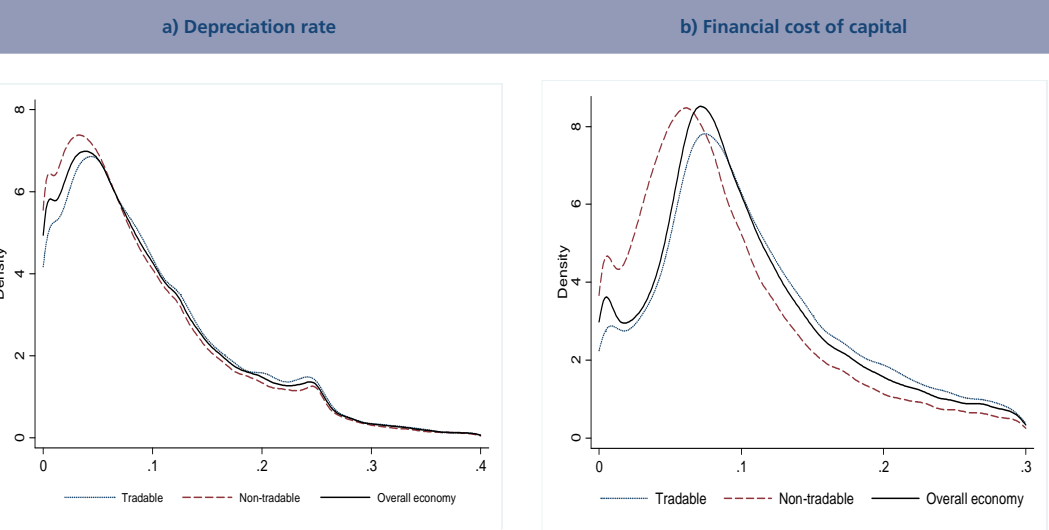 a) Depreciation rate
b) Financial cost of capital
8
6
4
2
0
Density
0 .1 .2 .3 .4
Tradable Non-tradable Overall economy
8
6
4
2
0
Density
0 .1 .2 .3
Tradable Non-tradable Overall economy